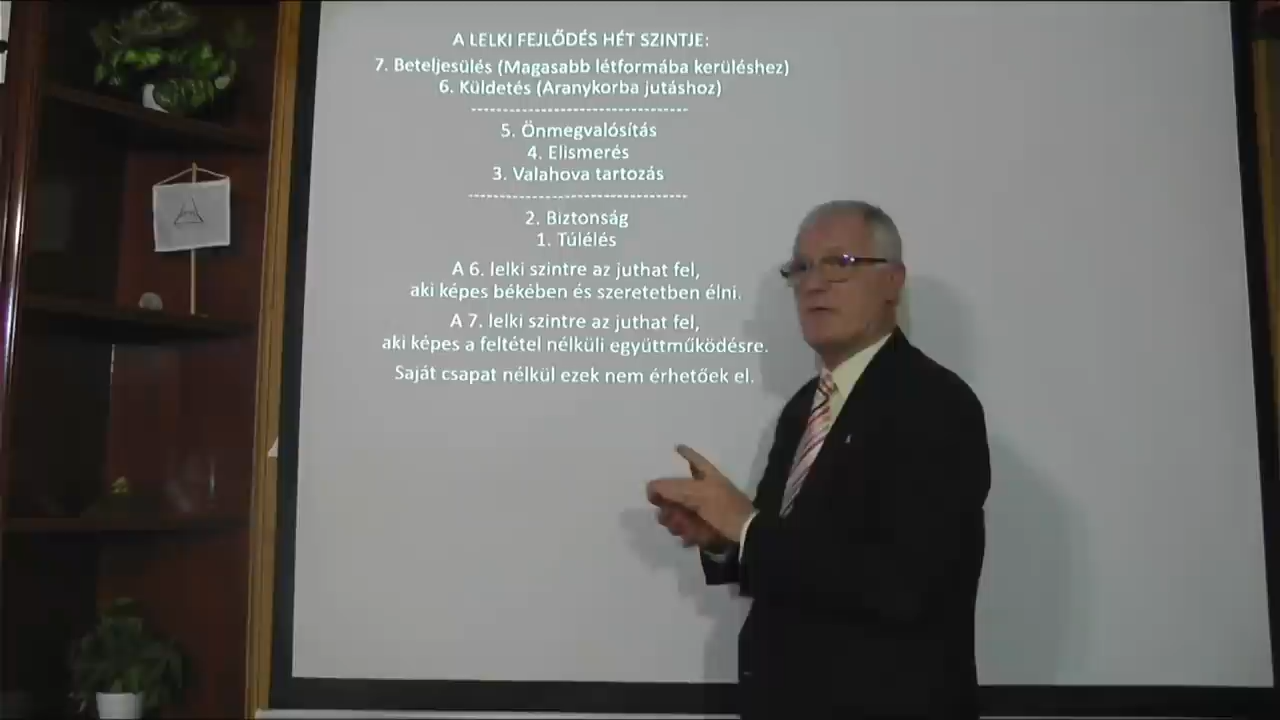 A LELKI FEJLŐDÉS HÉT SZINTJE:
7. Beteljesülés (Magasabb létformába kerüléshez)
6. Küldetés (Aranykorba jutáshoz)
5. Önmegvalósítás
4. Elismerés
3. Valahova tartozás
2. Biztonság
1. Túlélés
A 6. lelki szintre az juthat fel,
aki képes békében és szeretetben élni.
A 7. lelki szintre az juthat fel,
aki képes a feltétel nélküli együttműködésre.
Saját csapat nélkül ezek nem érhetőek el.